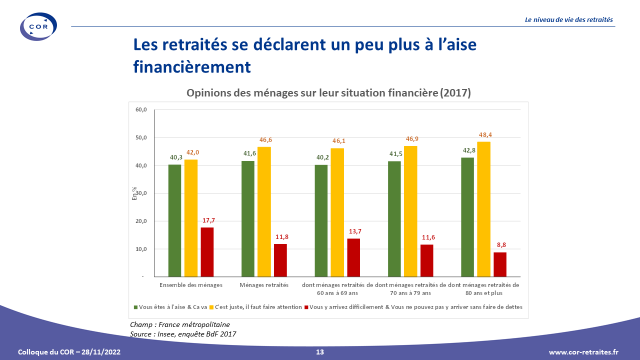 COR
Le niveau de vie des retraités
Les retraités se déclarent un peu plus à l'aise
financièrement
Opinions des ménages sur leur situation financière (2017)
60,0
50,0
40,0
30,0
20,0
10,0
-
En %
40,3
42,0
17,7
41,6
46,6
11,8
40,2
46,1
13,7
41,5
46,9
11,6
42,8
48,4
8,8
Ensemble des ménages
Ménages retraités
dont ménages retraités de
60 ans à 69 ans
dont ménages retraités de
70 ans à 79 ans
dont ménages retraités de
80 ans et plus
Vous êtes à l'aise & Ca va
C'est juste, il faut faire attention
Vous y arrivez difficilement & Vous ne pouvez pas y arriver sans faire de dettes
Champ : France métropolitaine
Source : Insee, enquête BdF 2017
Colloque du COR – 28/11/2022
13
www.cor-retraites.fr